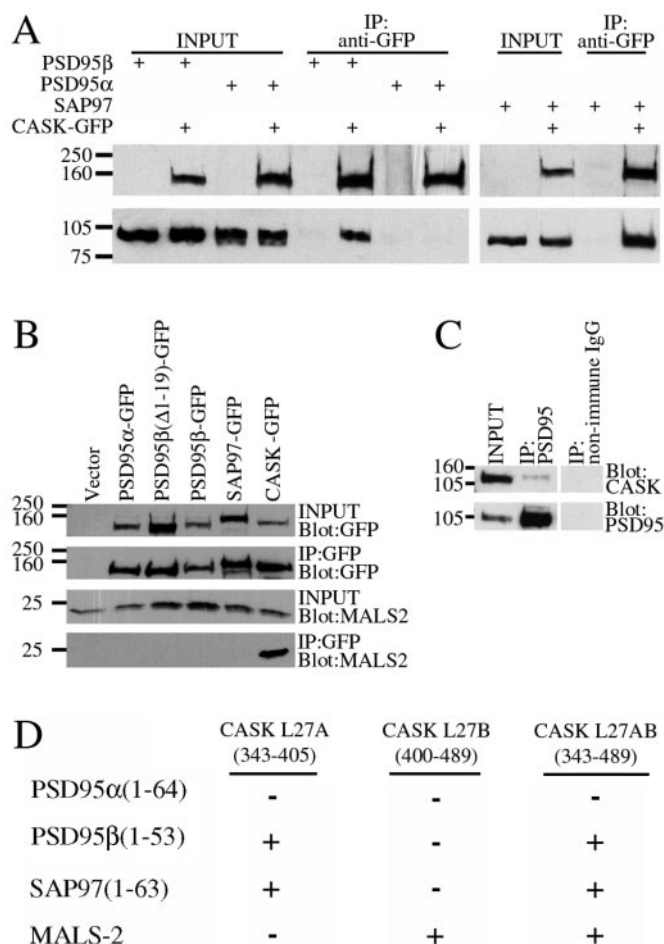 A
INPUT
IP:
anti-GFP
INPUT
IP:
anti-GFP
PSD95β + + + +
PSD95α + + + +
SAP97 + + + +
CASK-GFP + + + + + +
250
160
105
75
B
Vector
PSD95α-GFP
PSD95β(Δ1-19)-GFP
PSD95β-GFP
SAP97-GFP
CASK-GFP
250
160
INPUT
Blot:GFP
250
160
IP:GFP
Blot:GFP
25
INPUT
Blot:MALS2
25
IP:GFP
Blot:MALS2
C
INPUT
IP:
PSD95
IP:
non-immune IgG
160
105
Blot:
CASK
105
Blot:
PSD95
D
CASK L27A
(343-405)
CASK L27B
(400-489)
CASK L27AB
(343-489)
PSD95α(1-64) - - -
PSD95β(1-53) + - +
SAP97(1-63) + - +
MALS-2 - + +